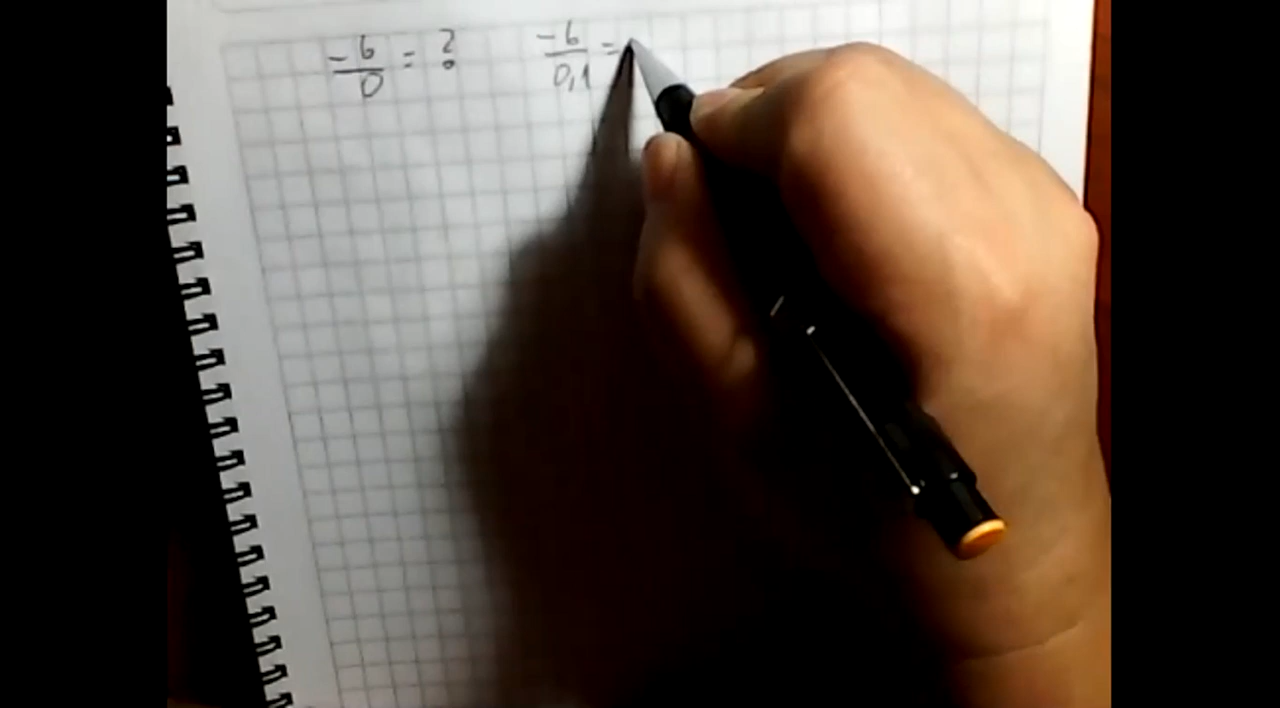 -6/0 = ? -6/0,1 =